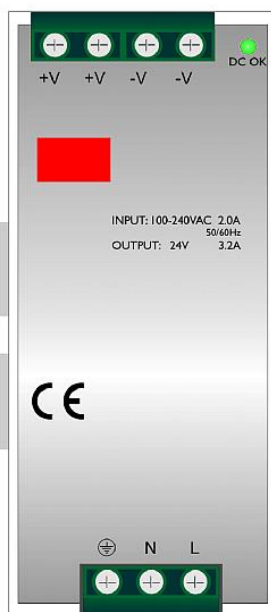 DC OK
+V +V -V -V
INPUT: 100-240VAC 2.0A
50/60Hz
OUTPUT: 24V 3.2A
CE
N L